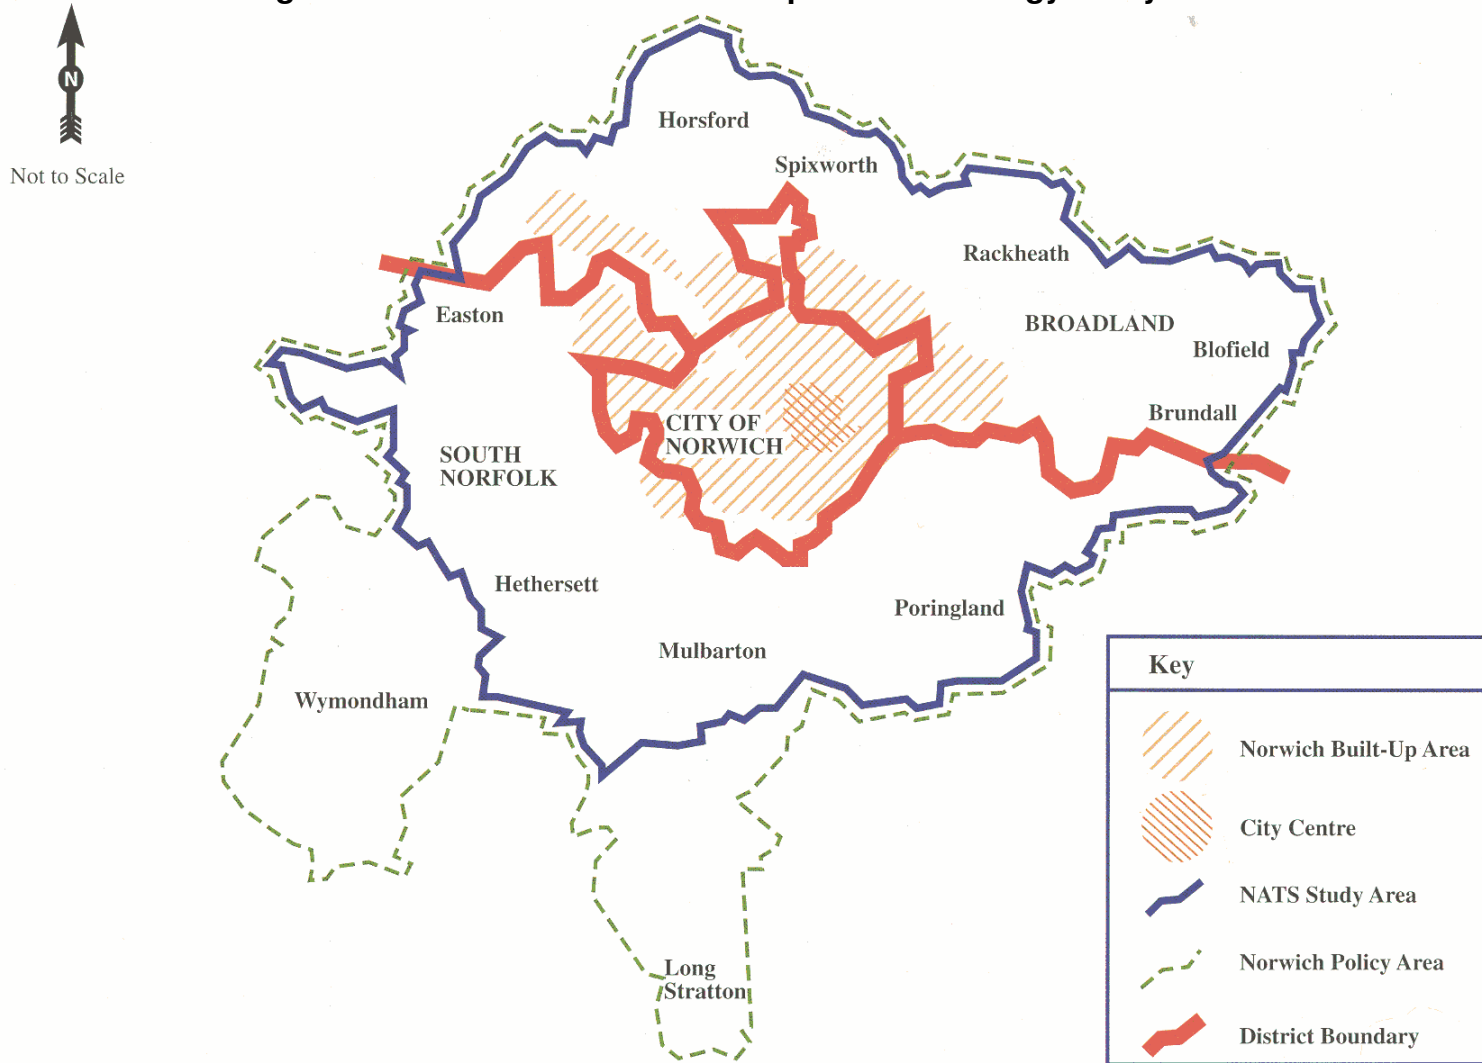 N
Not to Scale
Horsford
Spixworth
Rackheath
Easton
BROADLAND
Blofield
Brundall
CITY OF
NORWICH
SOUTH
NORFOLK
Hethersett
Poringland
Mulbarton
Wymondham
Long
Stratton
Key
Norwich Built-Up Area
City Centre
NATS Study Area
Norwich Policy Area
District Boundary